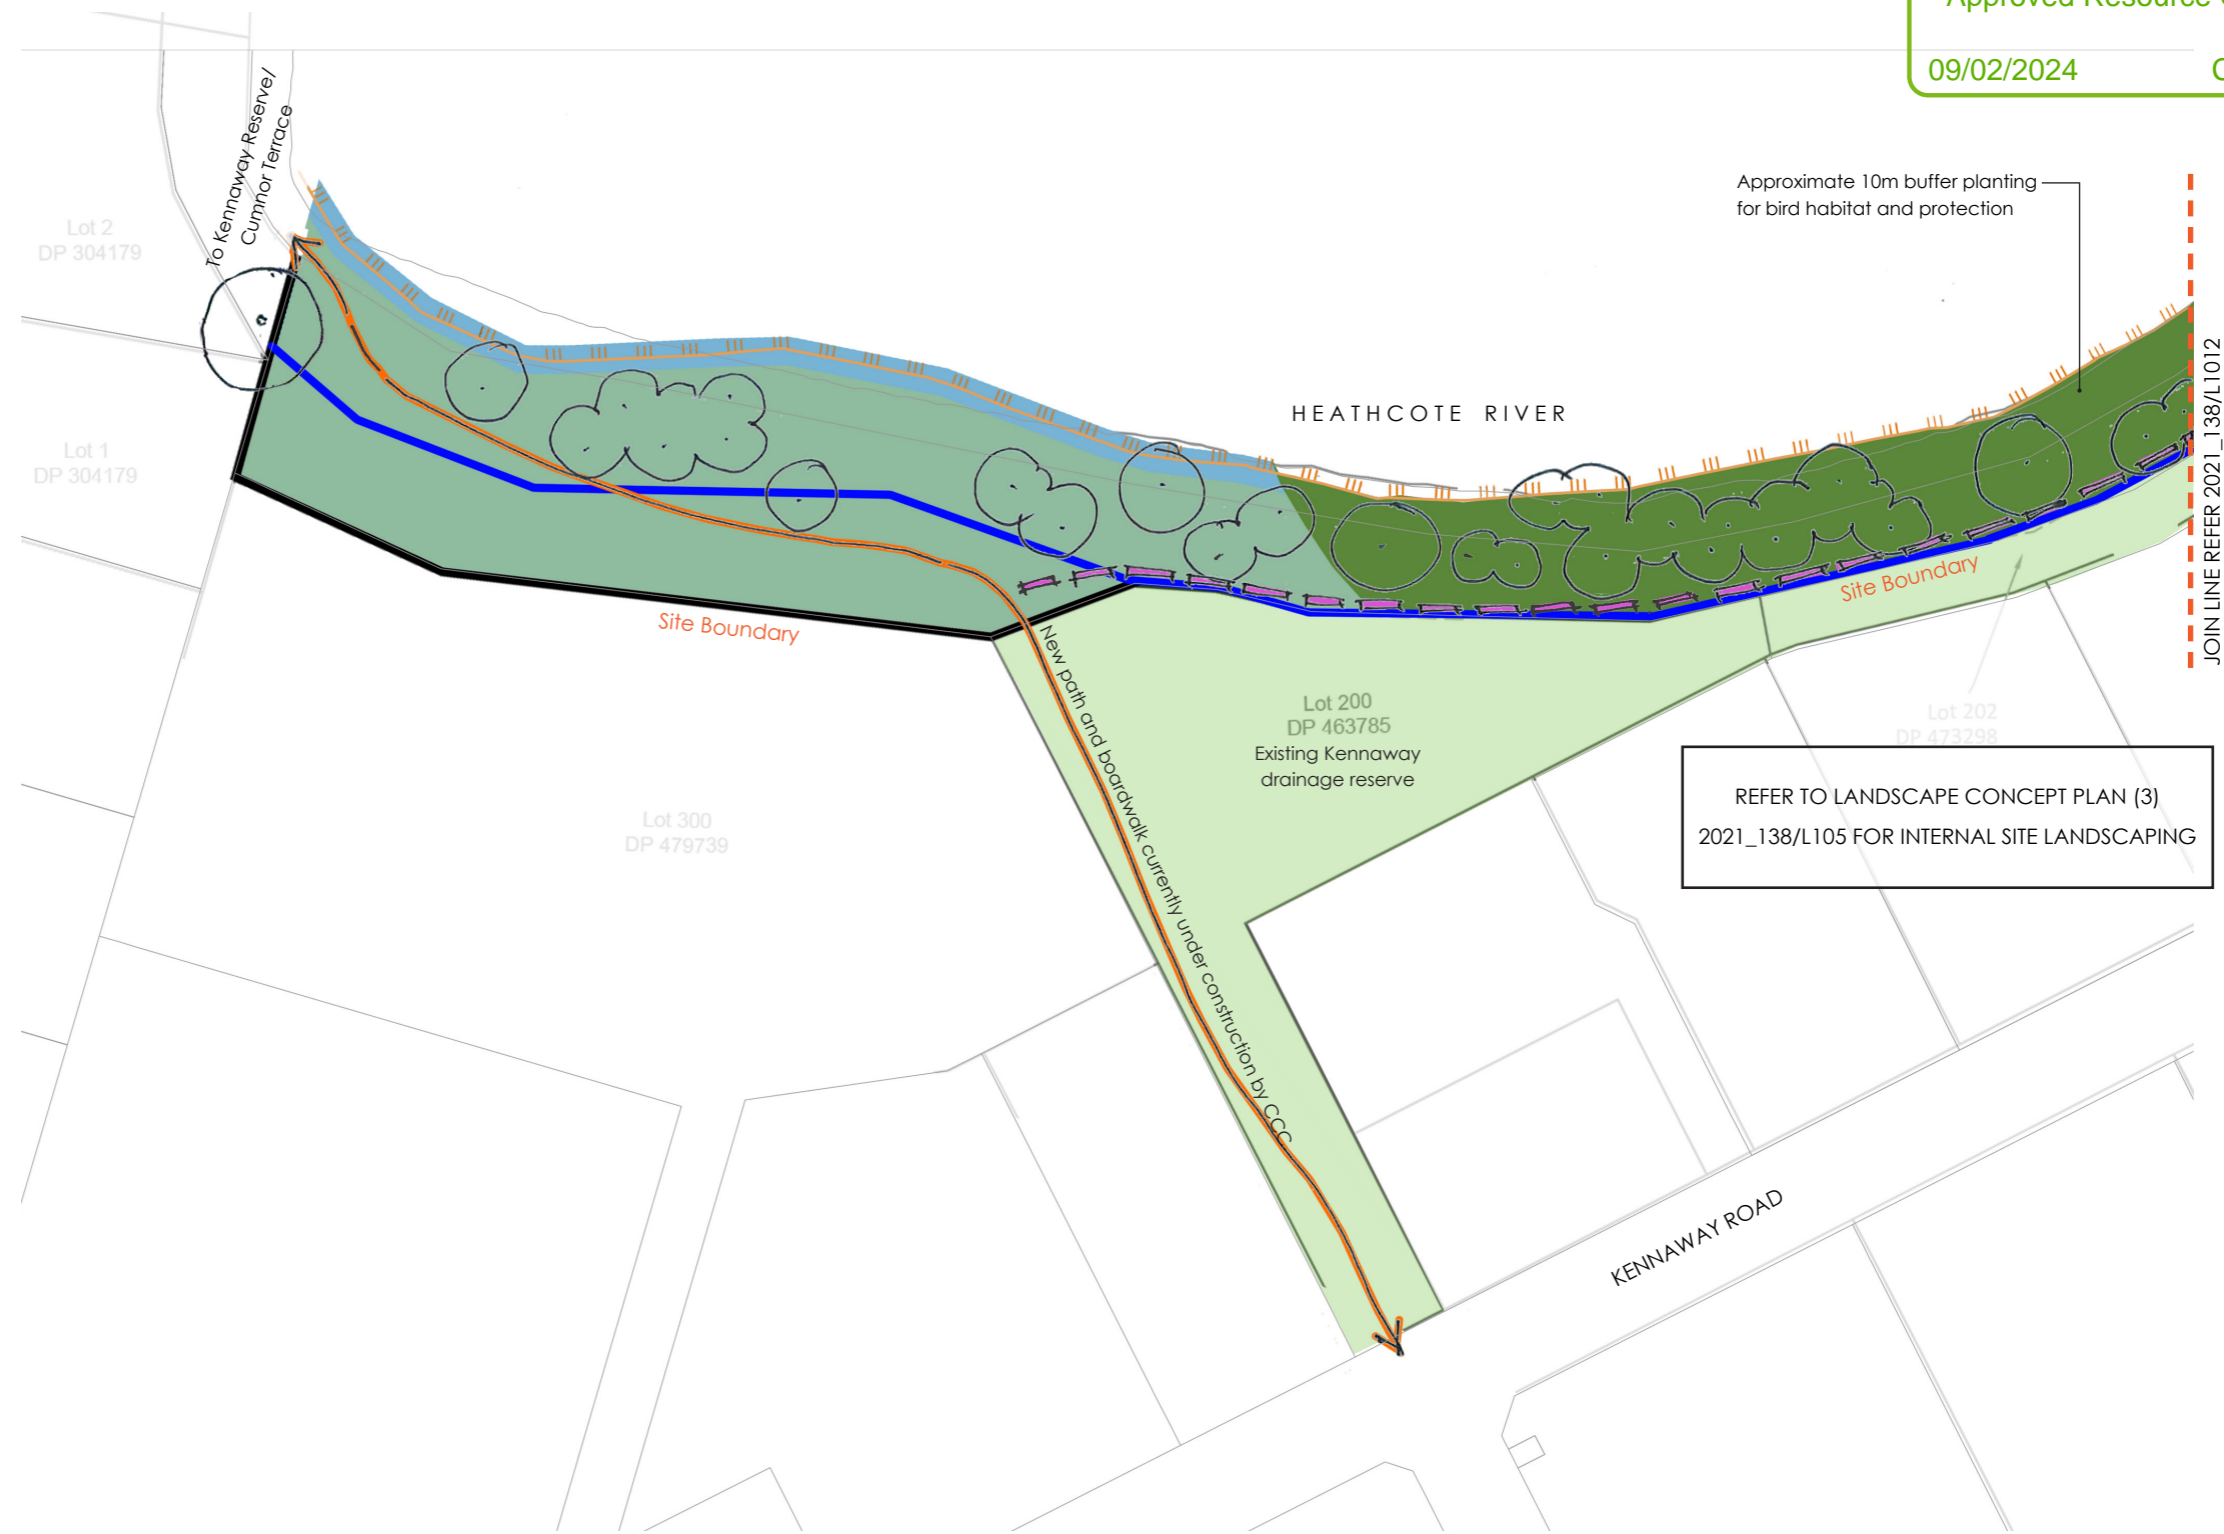 Approved Resource
09/02/2024
To Kennaway Reserve/
Cumnor Terrace
Approximate 10m buffer planting
for bird habitat and protection
Lot 2
DP 304179
HEATHCOTE RIVER
JOIN LINE REFER 2021_138/L1012
Lot 1
DP 304179
Site Boundary
Site Boundary
New path and boardwalk currently under construction by CCC
Lot 200
DP 463785
Existing Kennaway
drainage reserve
Lot 202
DP 473298
REFER TO LANDSCAPE CONCEPT PLAN (3)
2021_138/L105 FOR INTERNAL SITE LANDSCAPING
Lot 300
DP 479739
KENNAWAY ROAD